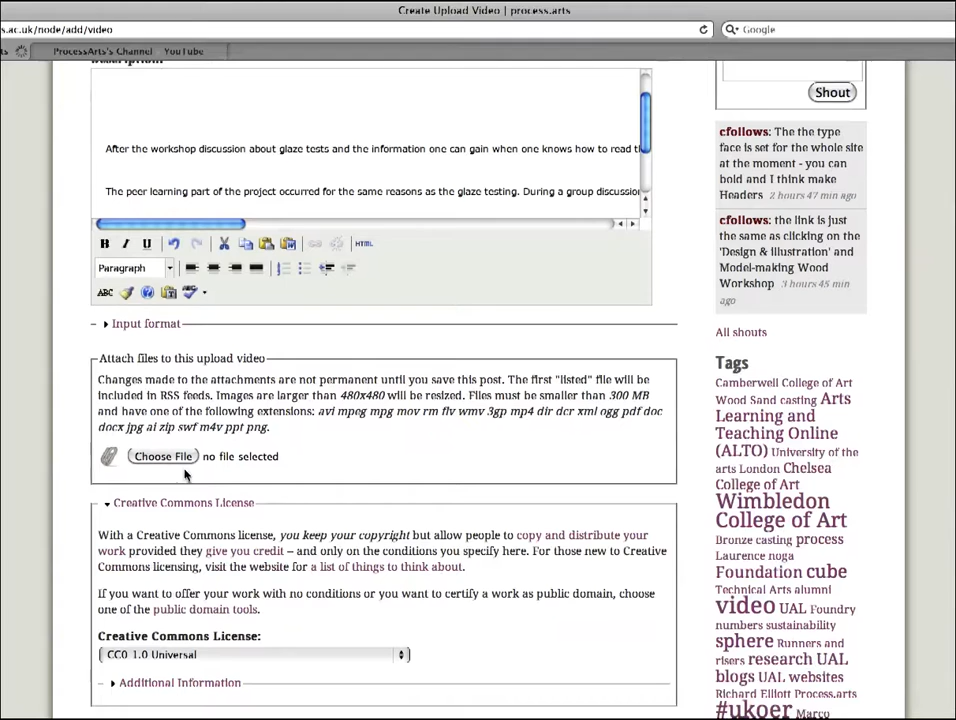 Create Upload Video | process.arts
s.ac.uk/node/add/video
Google
ts
ProcessArts's Channel - YouTube
Shout
After the workshop discussion about glaze tests and the information one can gain when one knows how to read t
The peer learning part of the project occurred for the same reasons as the glaze testing. During a group discussion
B I U HTML
Paragraph
ABC
Input format
Attach files to this upload video
Changes made to the attachments are not permanent until you save this post. The first "listed" file will be
included in RSS feeds. Images are larger than 480x480 will be resized. Files must be smaller than 300 MB
and have one of the following extensions: avi mpeg mpg mov rm flv wmv 3gp mp4 dir dcr xml ogg pdf doc
docx jpg ai zip swf m4v ppt png.
Choose File no file selected
Creative Commons License
With a Creative Commons license, you keep your copyright but allow people to copy and distribute your
work provided they give you credit – and only on the conditions you specify here. For those new to Creative
Commons licensing, visit the website for a list of things to think about.
If you want to offer your work with no conditions or you want to certify a work as public domain, choose
one of the public domain tools.
Creative Commons License:
CC0 1.0 Universal
Additional Information
cfollows: The the type
face is set for the whole site
at the moment - you can
bold and I think make
Headers 2 hours 47 min ago
cfollows: the link is just
the same as clicking on the
'Design & illustration' and
Model-making Wood
Workshop 3 hours 45 min
ago
All shouts
Tags
Camberwell College of Art
Wood Sand casting Arts
Learning and
Teaching Online
(ALTO) University of the
arts London Chelsea
College of Art
Wimbledon
College of Art
Bronze casting process
Laurence noga
Foundation cube
Technical Arts alumni
video UAL Foundry
numbers sustainability
sphere Runners and
risers research UAL
blogs UAL websites
Richard Elliott Process.arts
#ukoer Marco